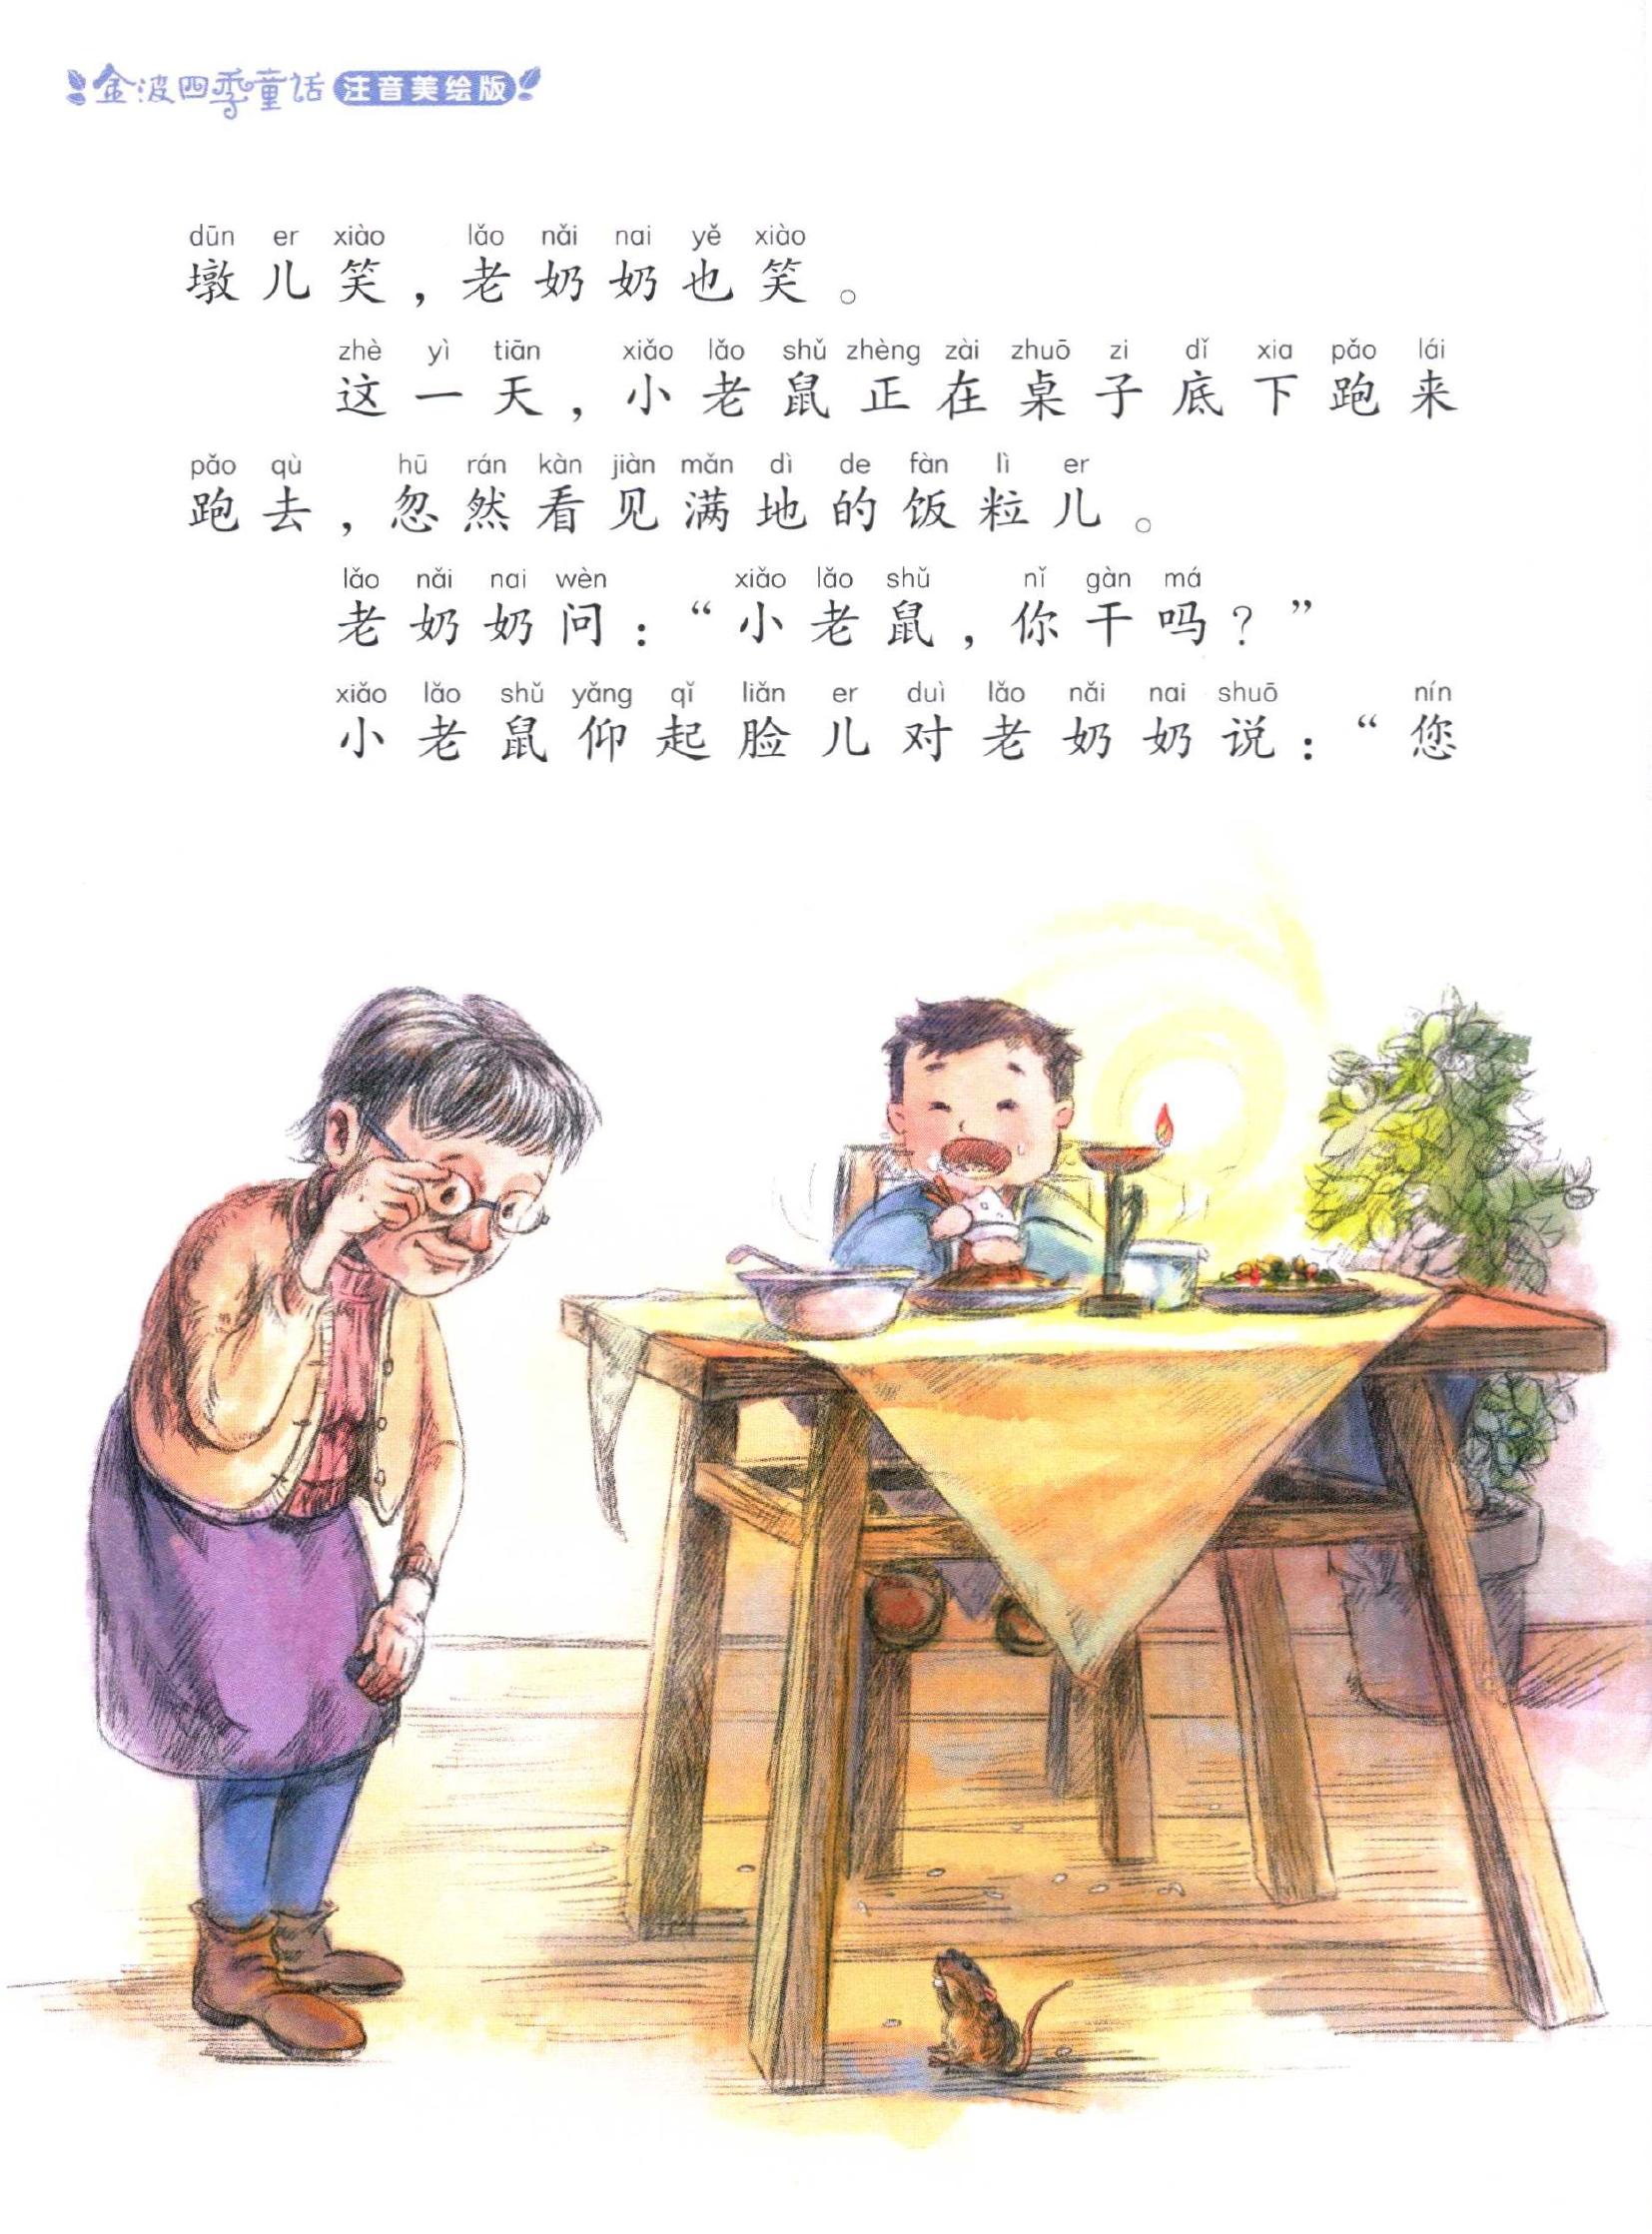 金波四季童话 注音美绘版
dūn er xiào lǎo nǎi nai yě xiào
墩儿笑，老奶奶也笑。
zhè yì tiān xiǎo lǎo shǔ zhèng zài zhuō zi dǐ xia pǎo lái
这一天，小老鼠正在桌子底下跑来
pǎo qù hū rán kàn jiàn mǎn dì de fàn lì er
跑去，忽然看见满地的饭粒儿。
lǎo nǎi nai wèn xiǎo lǎo shǔ nǐ gàn má
老奶奶问：“小老鼠，你干吗？”
xiǎo lǎo shǔ yǎng qǐ liǎn er duì lǎo nǎi nai shuō nín
小老鼠仰起脸儿对老奶奶说：“您